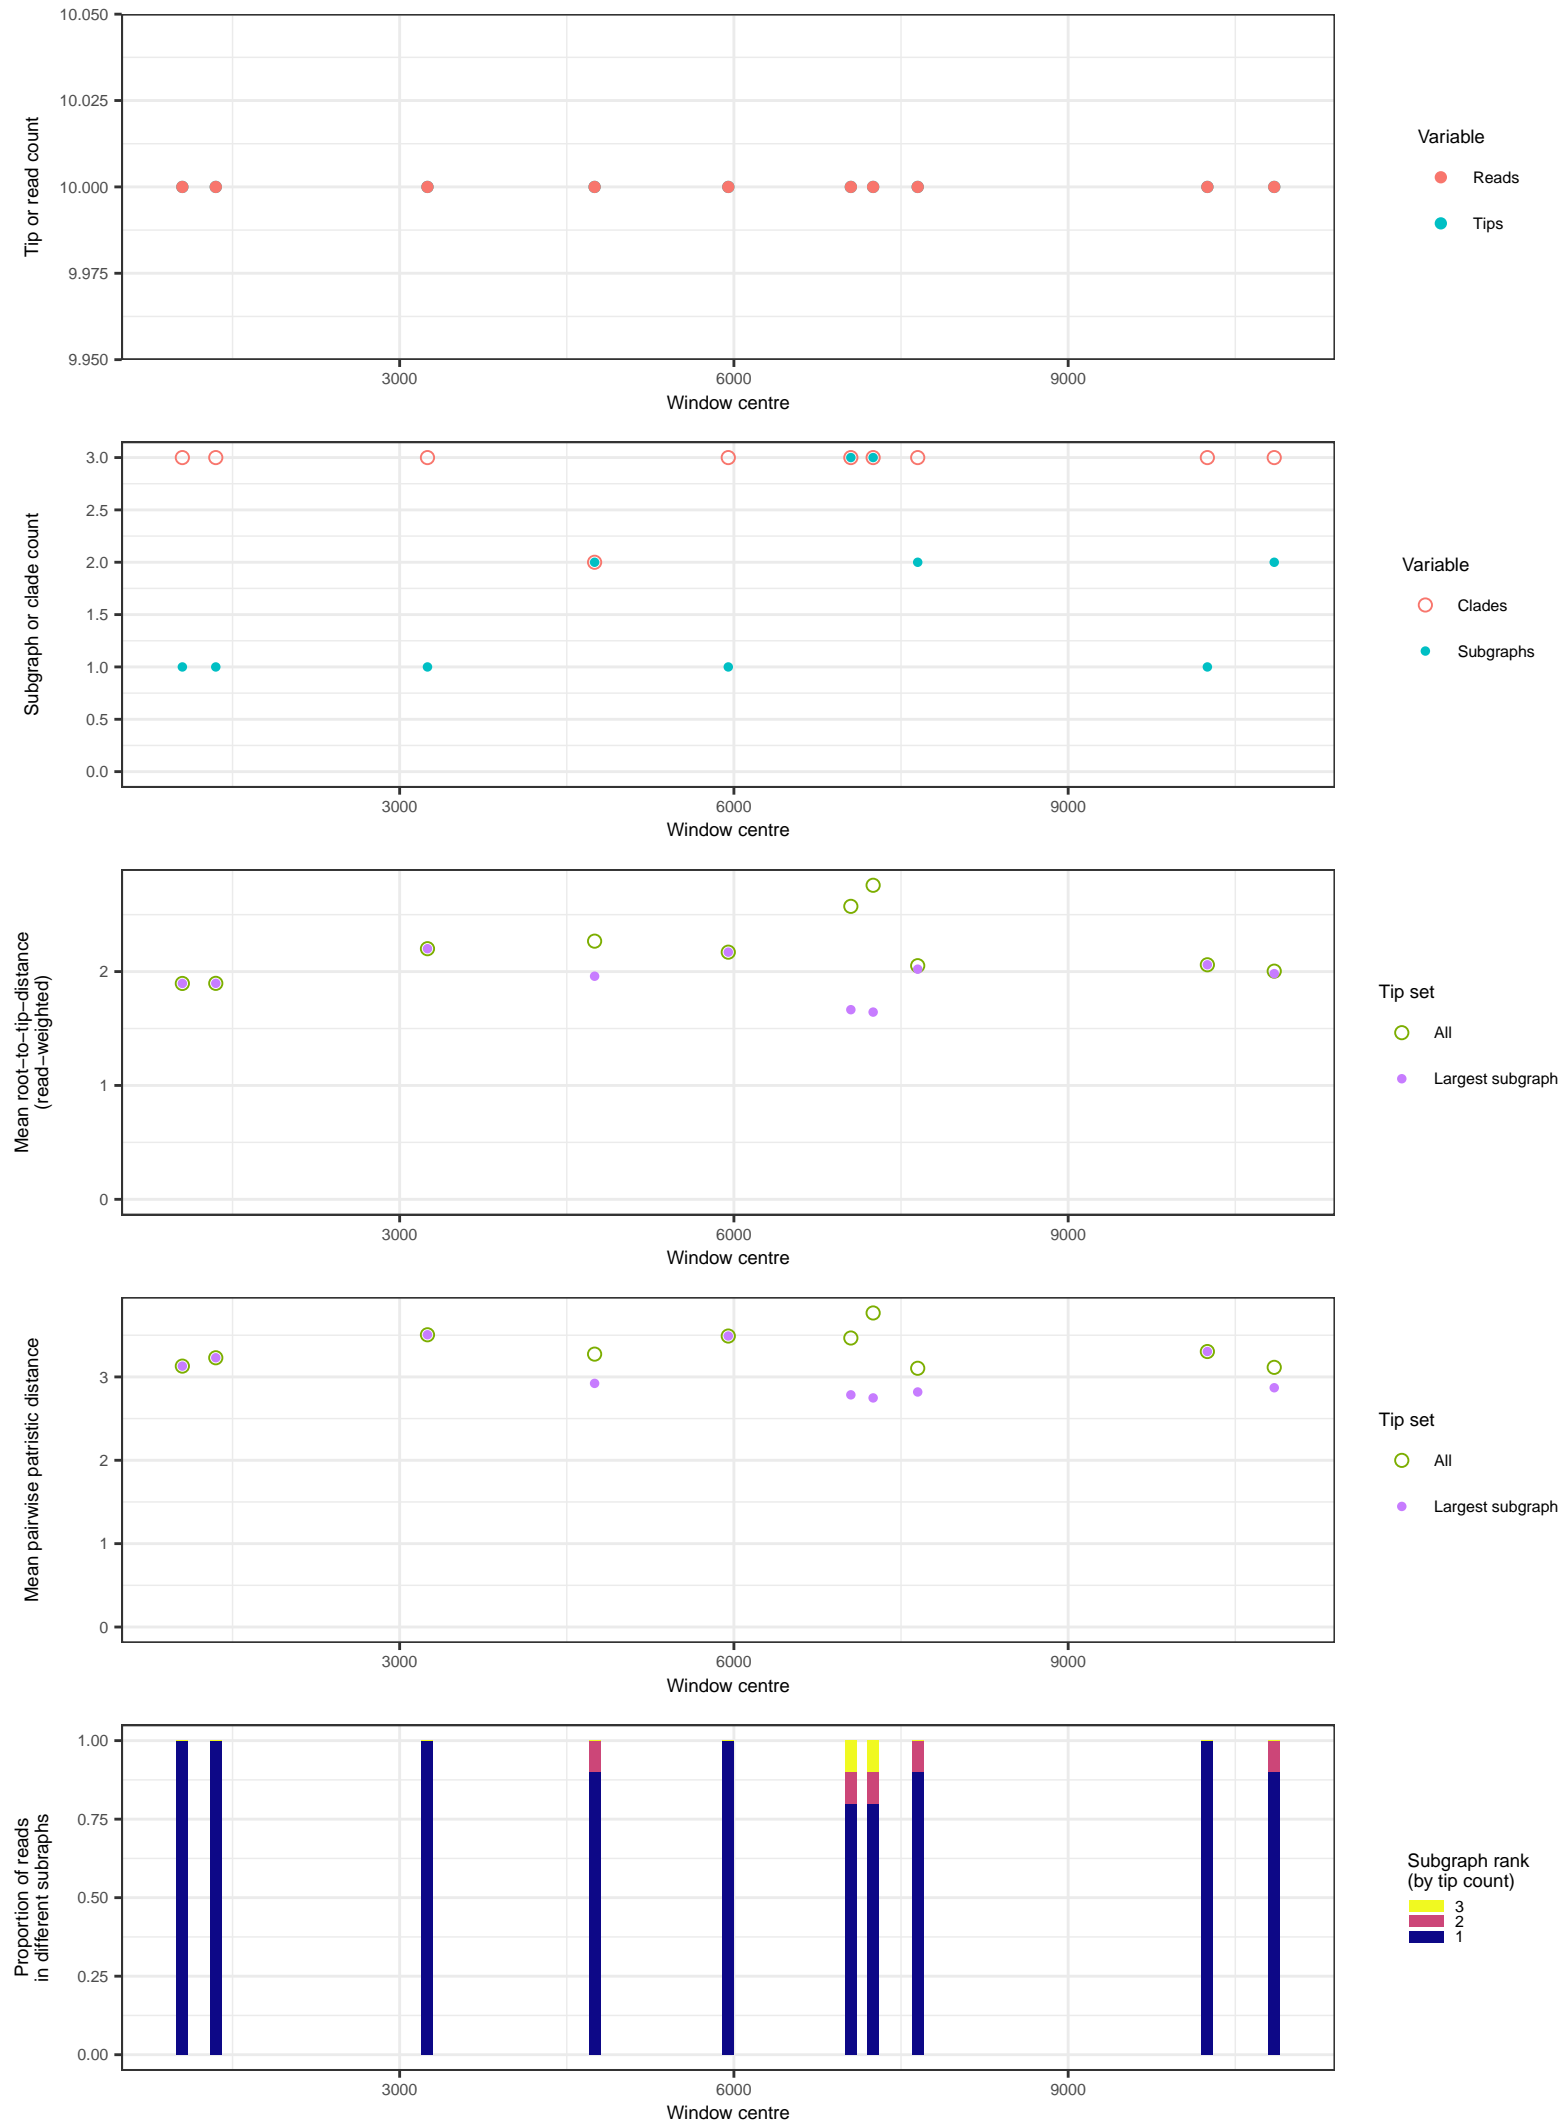 10.050
10.025
10.000
9.975
9.950
Tip or read count
3000 6000 9000
Window centre
Variable
Reads
Tips
3.0
2.5
2.0
1.5
1.0
0.5
0.0
Subgraph or clade count
3000 6000 9000
Window centre
Variable
Clades
Subgraphs
2
1
0
Mean root−to−tip−distance
(read−weighted)
3000 6000 9000
Window centre
Tip set
All
Largest subgraph
3
2
1
0
Mean pairwise patristic distance
3000 6000 9000
Window centre
Tip set
All
Largest subgraph
1.00
0.75
0.50
0.25
0.00
Proportion of reads
in different subraphs
3000 6000 9000
Window centre
Subgraph rank
(by tip count)
3
2
1